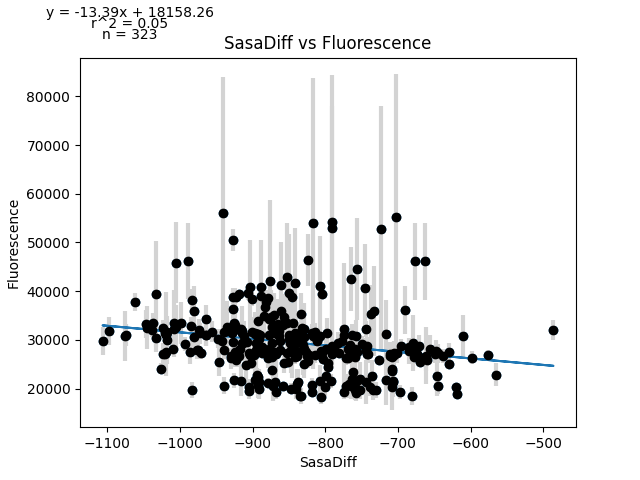 y = -13.39x + 18158.26
r^2 = 0.05
n = 323
SasaDiff vs Fluorescence
Fluorescence
80000
70000
60000
50000
40000
30000
20000
−1100 −1000 −900 −800 −700 −600 −500
SasaDiff